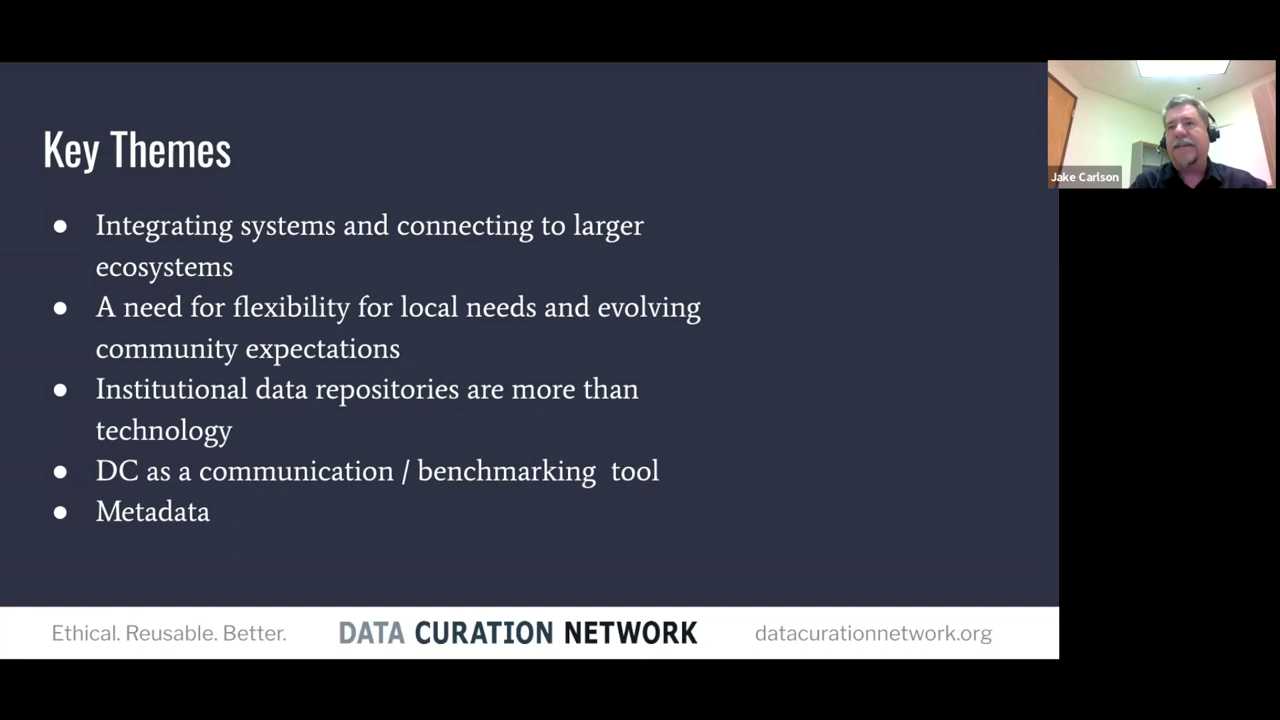 Key Themes
● Integrating systems and connecting to larger
ecosystems
● A need for flexibility for local needs and evolving
community expectations
● Institutional data repositories are more than
technology
● DC as a communication / benchmarking  tool
● Metadata
Ethical. Reusable. Better.
DATA CURATION NETWORK
datacurationnetwork.org
Jake Carlson